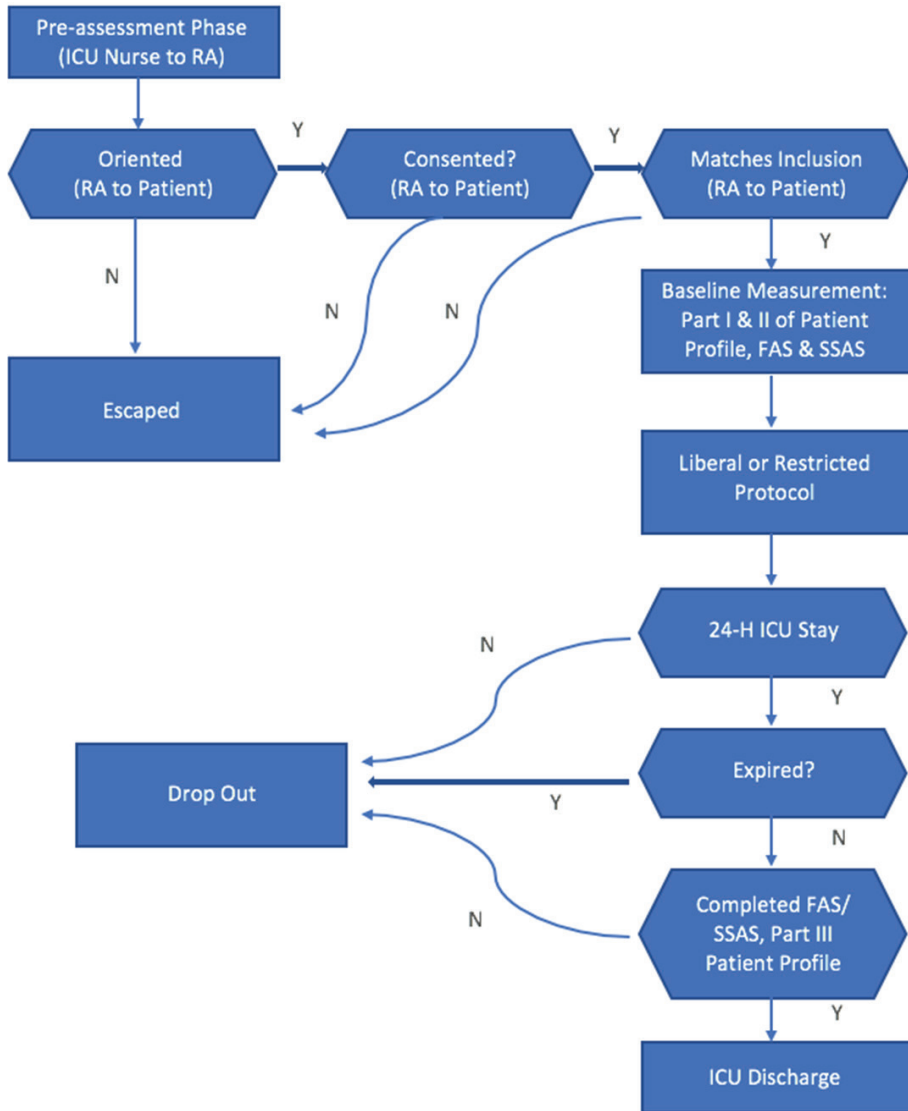 Pre-assessment Phase
(ICU Nurse to RA)
Oriented
(RA to Patient)
Y
Consented?
(RA to Patient)
Y
Matches Inclusion
(RA to Patient)
N
N
N
Y
Baseline Measurement:
Part I & II of Patient
Profile, FAS & SSAS
Escaped
Liberal or Restricted
Protocol
24-H ICU Stay
N
Y
Expired?
Drop Out
Y
N
Completed FAS/
SSAS, Part III
Patient Profile
N
Y
ICU Discharge